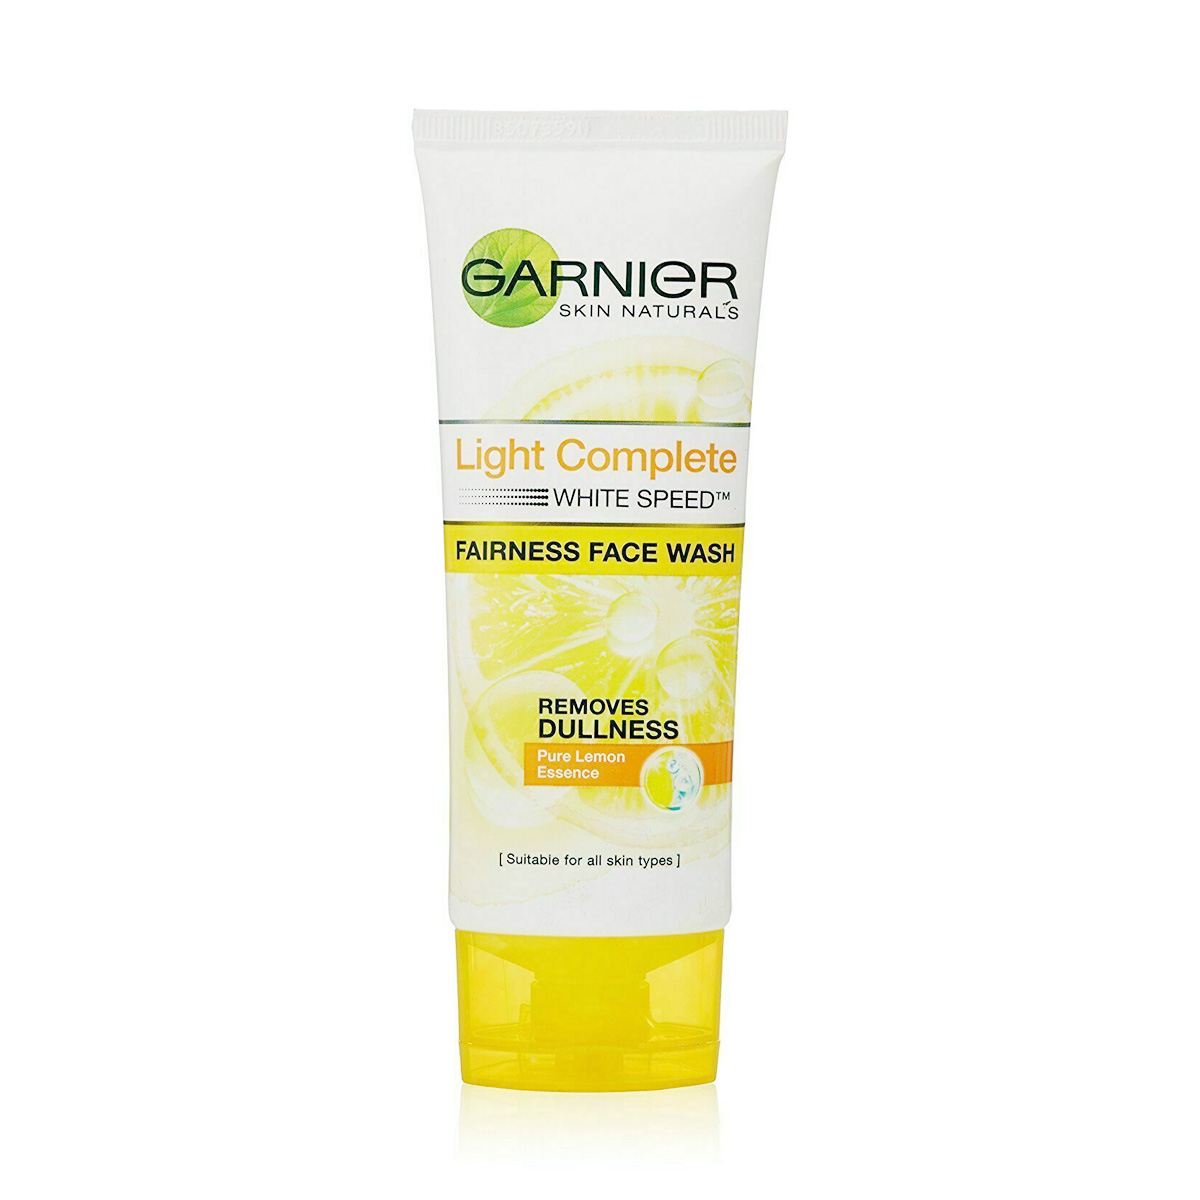 GARNIER
SKIN NATURALS
Light Complete
WHITE SPEED™
FAIRNESS FACE WASH
REMOVES
DULLNESS
Pure Lemon
Essence
[ Suitable for all skin types ]